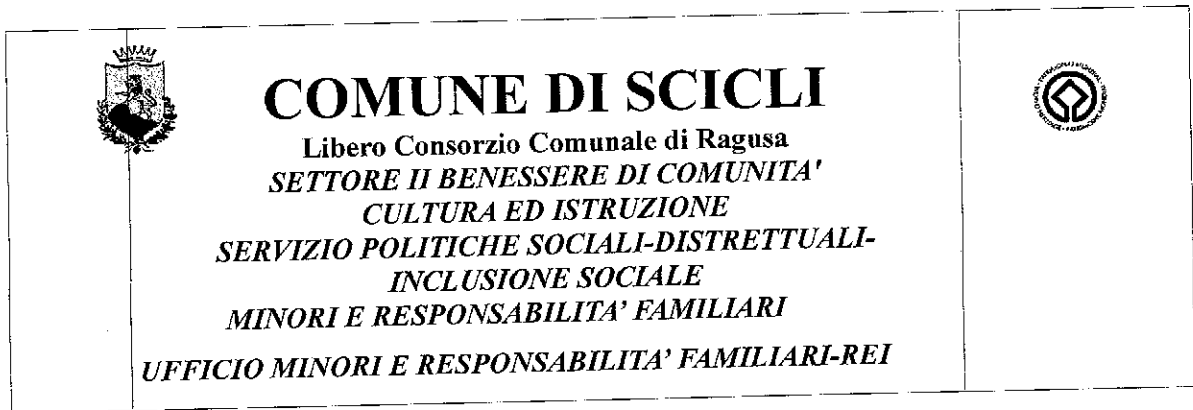 COMUNE DI SCICLI
Libero Consorzio Comunale di Ragusa
SETTORE II BENESSERE DI COMUNITA'
CULTURA ED ISTRUZIONE
SERVIZIO POLITICHE SOCIALI-DISTRETTUALI-
INCLUSIONE SOCIALE
MINORI E RESPONSABILITA’ FAMILIARI
UFFICIO MINORI E RESPONSABILITA’ FAMILIARI-REI